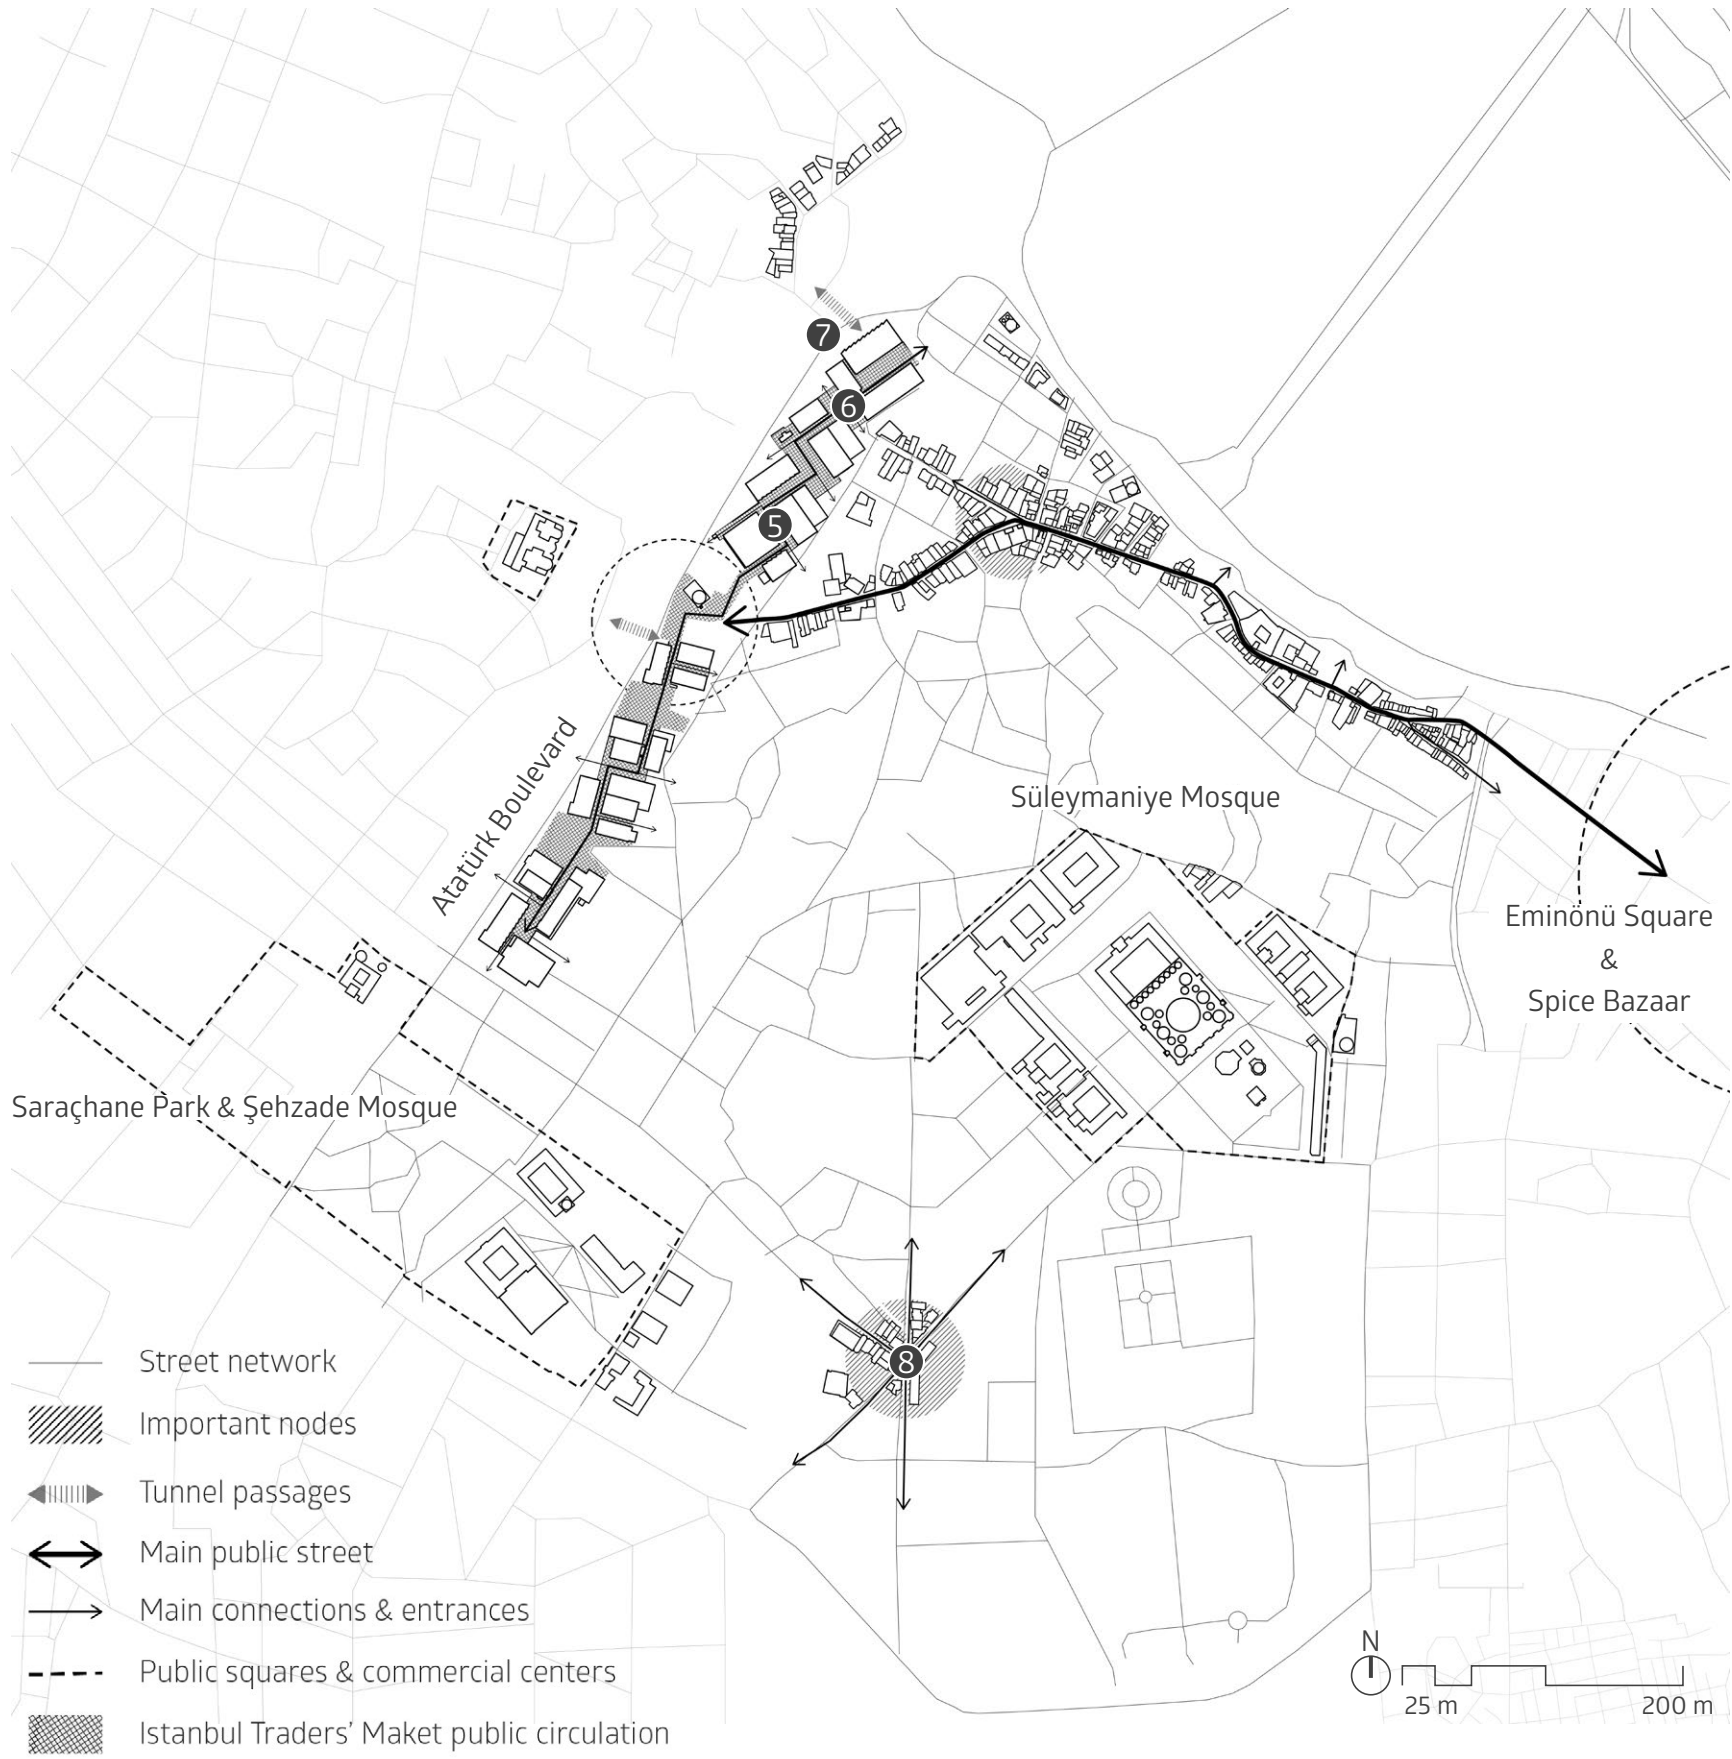 7
6
5
Atatürk Boulevard
Süleymaniye Mosque
Eminönü Square
&
Spice Bazaar
Saraçhane Park & Şehzade Mosque
8
Street network
Important nodes
Tunnel passages
Main public street
Main connections & entrances
Public squares & commercial centers
Istanbul Traders' Maket public circulation
N
25 m 200 m